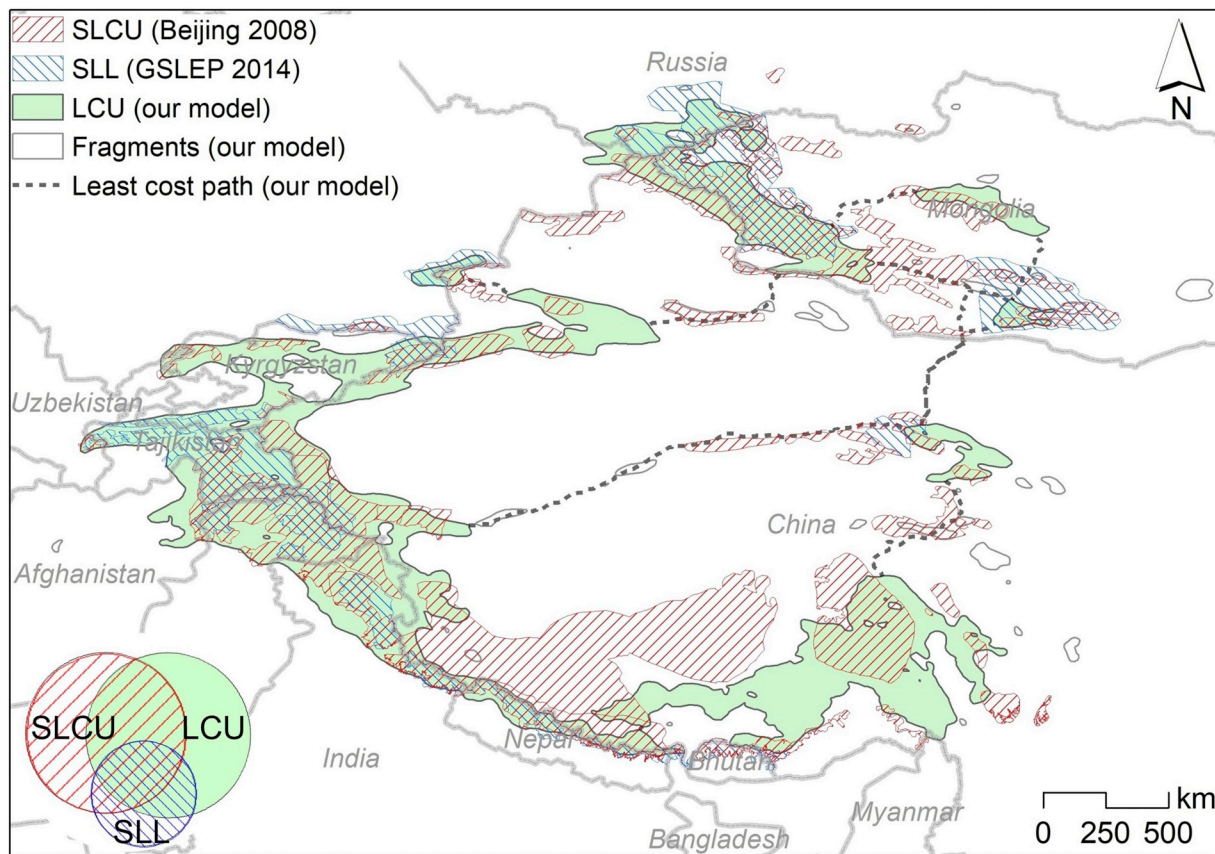 SLCU (Beijing 2008)
SLL (GSLEP 2014)
LCU (our model)
Fragments (our model)
Least cost path (our model)
N
Russia
Mongolia
Kyrgyzstan
Uzbekistan
Tajikistan
China
Afghanistan
SLCU
LCU
SLL
India
Nepal
Bhutan
Myanmar
Bangladesh
km
0 250 500